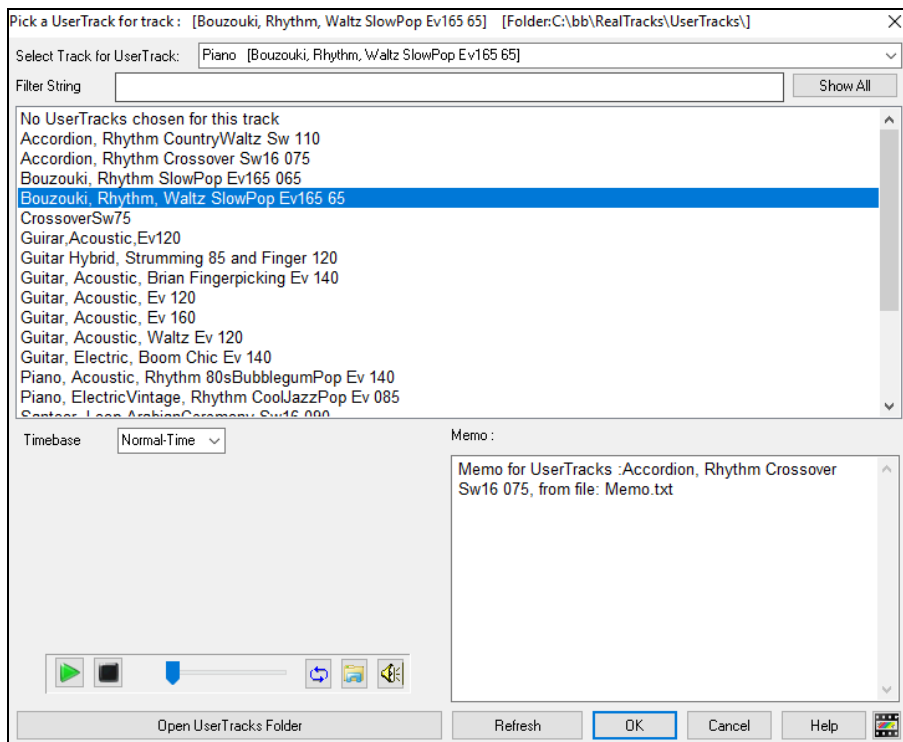 Pick a UserTrack for track : [Bouzouki, Rhythm, Waltz SlowPop Ev165 65] [Folder:C:\bb\RealTracks\UserTracks\]
Select Track for UserTrack: Piano [Bouzouki, Rhythm, Waltz SlowPop Ev165 65]
Filter String Show All
No UserTracks chosen for this track
Accordion, Rhythm CountryWaltz Sw 110
Accordion, Rhythm Crossover Sw16 075
Bouzouki, Rhythm SlowPop Ev165 065
Bouzouki, Rhythm, Waltz SlowPop Ev165 65
CrossoverSw75
Guirar,Acoustic,Ev120
Guitar Hybrid, Strumming 85 and Finger 120
Guitar, Acoustic, Brian Fingerpicking Ev 140
Guitar, Acoustic, Ev 120
Guitar, Acoustic, Ev 160
Guitar, Acoustic, Waltz Ev 120
Guitar, Electric, Boom Chic Ev 140
Piano, Acoustic, Rhythm 80sBubblegumPop Ev 140
Piano, ElectricVintage, Rhythm CoolJazzPop Ev 085
Santoor, Loop ArabianCeremony Sw16 090
Timebase Normal-Time
Memo :
Memo for UserTracks :Accordion, Rhythm Crossover
Sw16 075, from file: Memo.txt
Open UserTracks Folder Refresh OK Cancel Help